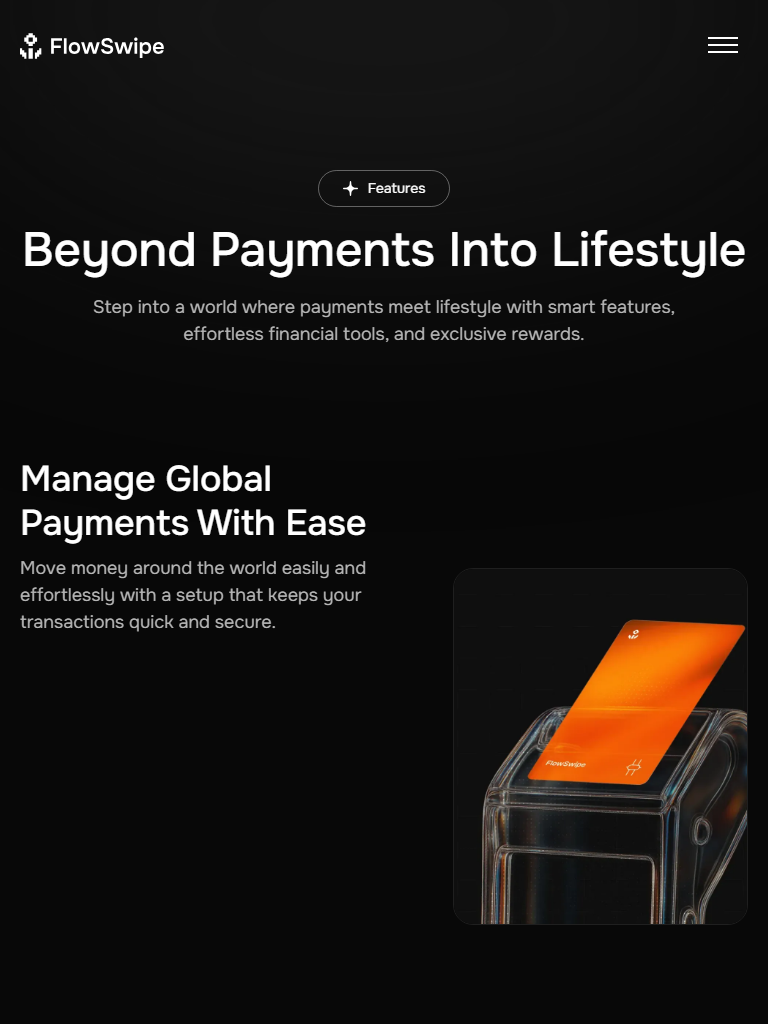 FlowSwipe
Features
Beyond Payments Into Lifestyle
Step into a world where payments meet lifestyle with smart features,
effortless financial tools, and exclusive rewards.
Manage Global
Payments With Ease
Move money around the world easily and
effortlessly with a setup that keeps your
transactions quick and secure.
FlowSwipe